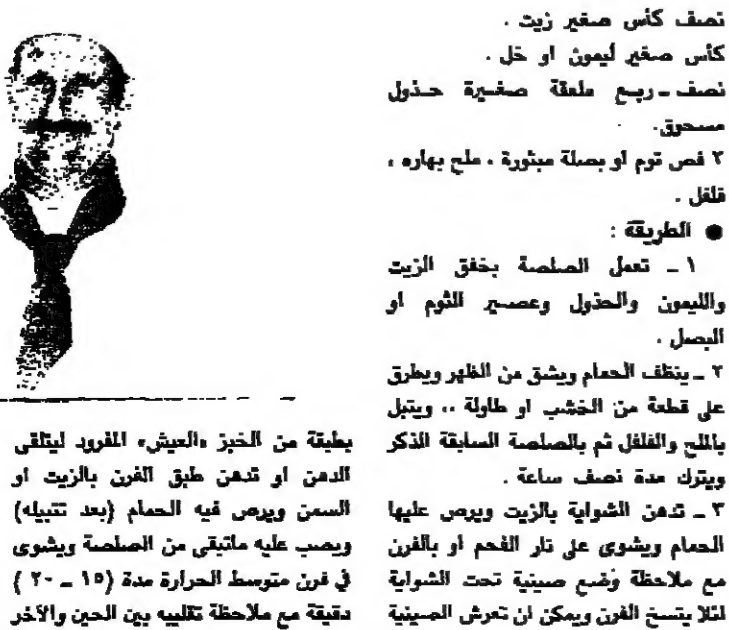 نصف كأس صغير زيت .
كأس صغير ليمون او خل .
نصف ـ ربع ملعقة صغيرة حذول
مسحوق .
٢ فص توم او بصلة مبثورة ، ملح بهاره ،
فلفل .
● الطريقة :
١ ـ تعمل الصلصة بخفق الزيت
والليمون والحذول وعصير الثوم او
البصل .
٢ ـ ينظف الحمام ويشق من الظهر ويطرق
على قطعة من الخشب او طاولة .. ويتبل
بالملح والفلفل ثم بالصلصة السابقة الذكر
ويترك مدة نصف ساعة .
٣ ـ تدهن الشواية بالزيت ويرص عليها
الحمام ويشوى على نار الفحم او بالفرن
مع ملاحظة وضع صينية تحت الشواية
لئلا يتسخ الفرن ويمكن ان تعرش الصينية
بطبقة من الخبز «العيش» المفرود ليتلقى
الدهن او تدهن طبق الفرن بالزيت او
السمن ويرص فيه الحمام (بعد تتبيله)
ويصب عليه ماتبقى من الصلصة ويشوى
في فرن متوسط الحرارة مدة (١٥ ـ ٢٠ )
دقيقة مع ملاحظة تقليبه بين الحين والآخر